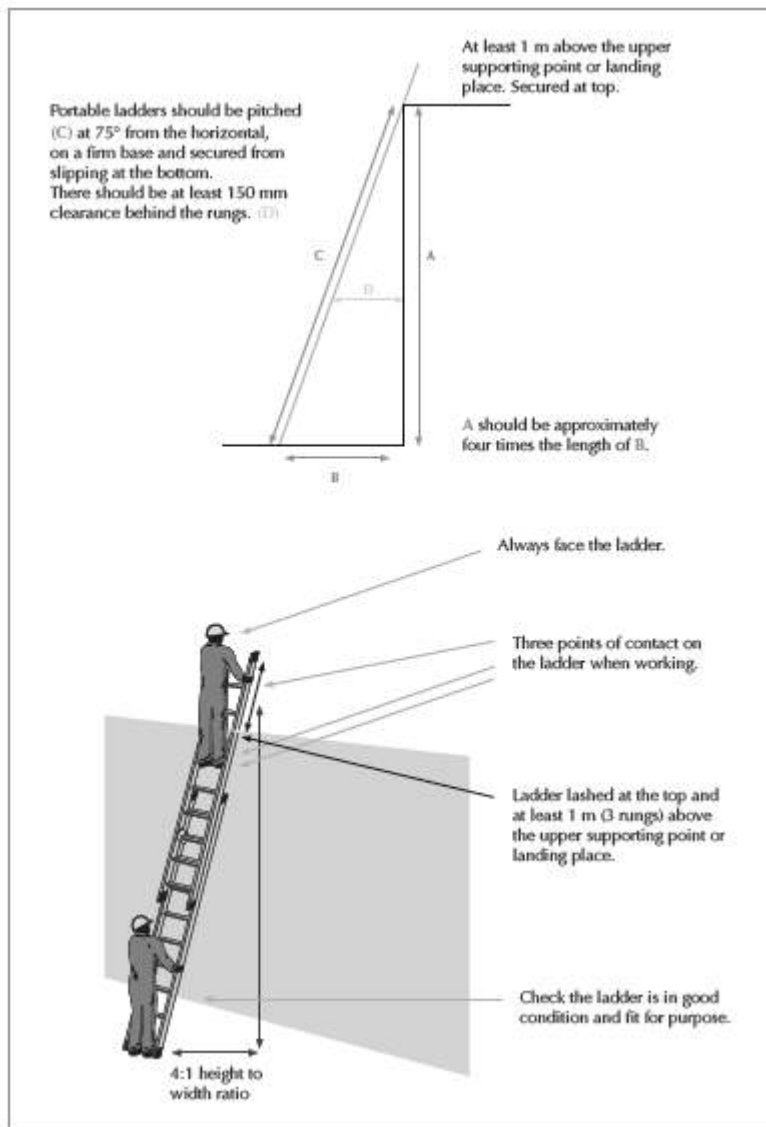 At least 1 m above the upper
supporting point or landing
place. Secured at top.
Portable ladders should be pitched
(C) at 75° from the horizontal,
on a firm base and secured from
slipping at the bottom.
There should be at least 150 mm
clearance behind the rungs. (D)
C
A
D
A should be approximately
four times the length of B.
B
Always face the ladder.
Three points of contact on
the ladder when working.
Ladder lashed at the top and
at least 1 m (3 rungs) above
the upper supporting point or
landing place.
Check the ladder is in good
condition and fit for purpose.
4:1 height to
width ratio